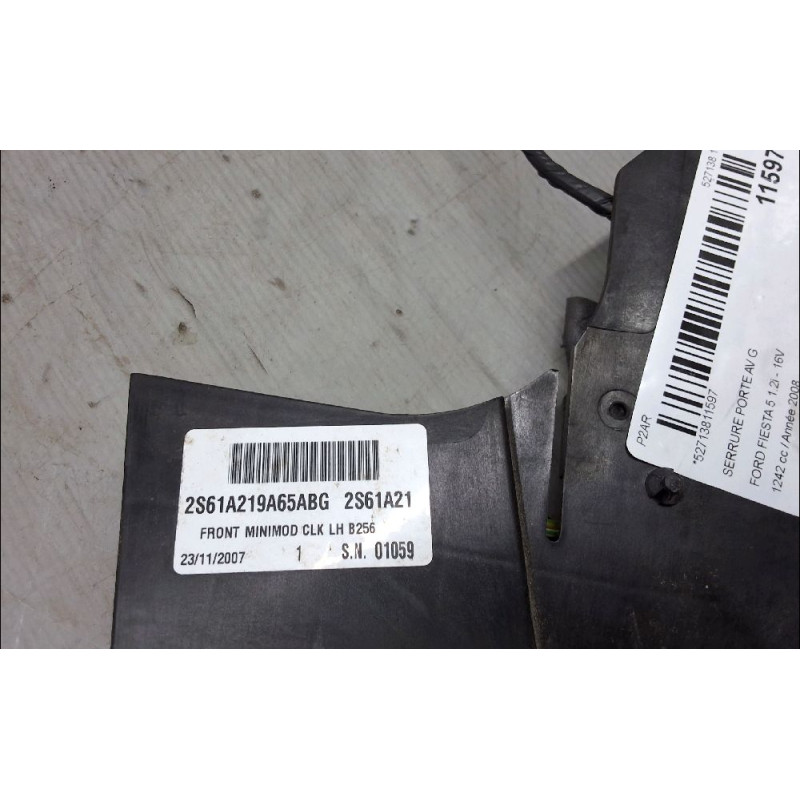 2S61A219A65ABG 2S61A21
FRONT MINIMOD CLK LH B256
23/11/2007 1 S.N. 01059
P2AR
*52713811597
SERRURE PORTE AV G
FORD FIESTA 5 1.2i - 16V
1242 cc / Année 2008
11597